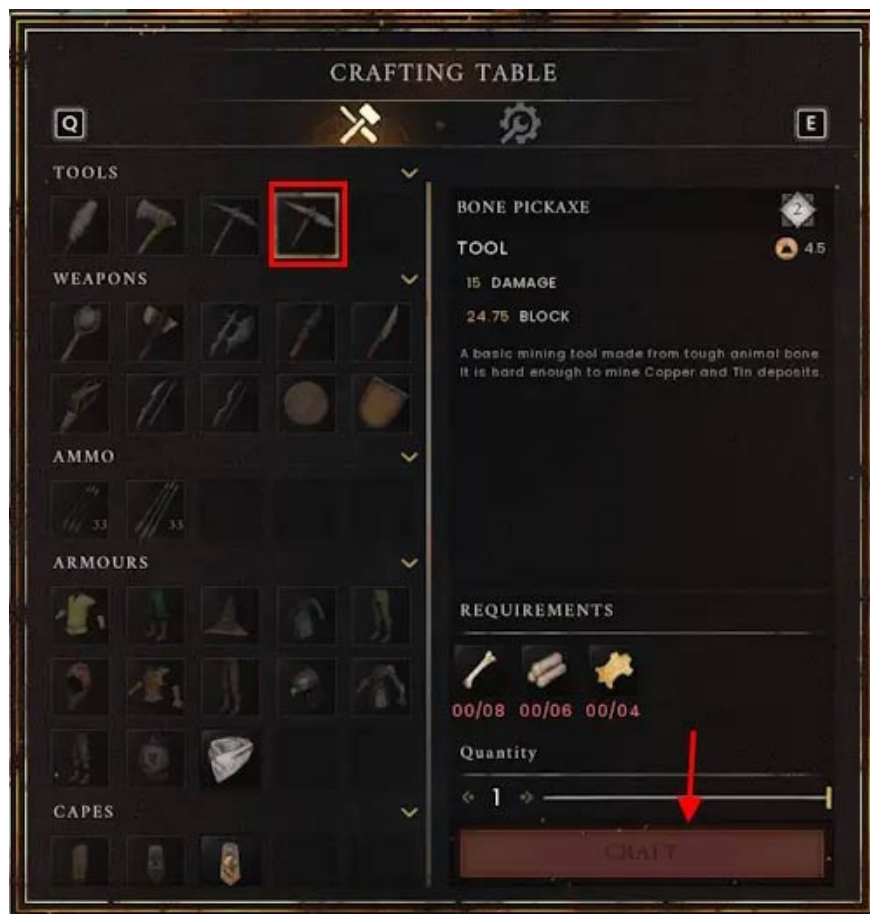 CRAFTING TABLE
Q
E
TOOLS
WEAPONS
33
33
AMMO
ARMOURS
CAPES
BONE PICKAXE
2
TOOL
4.5
15 DAMAGE
24.75 BLOCK
A basic mining tool made from tough animal bone
It is hard enough to mine Copper and Tin deposits.
REQUIREMENTS
00/08 00/06 00/04
Quantity
1
CRAFT